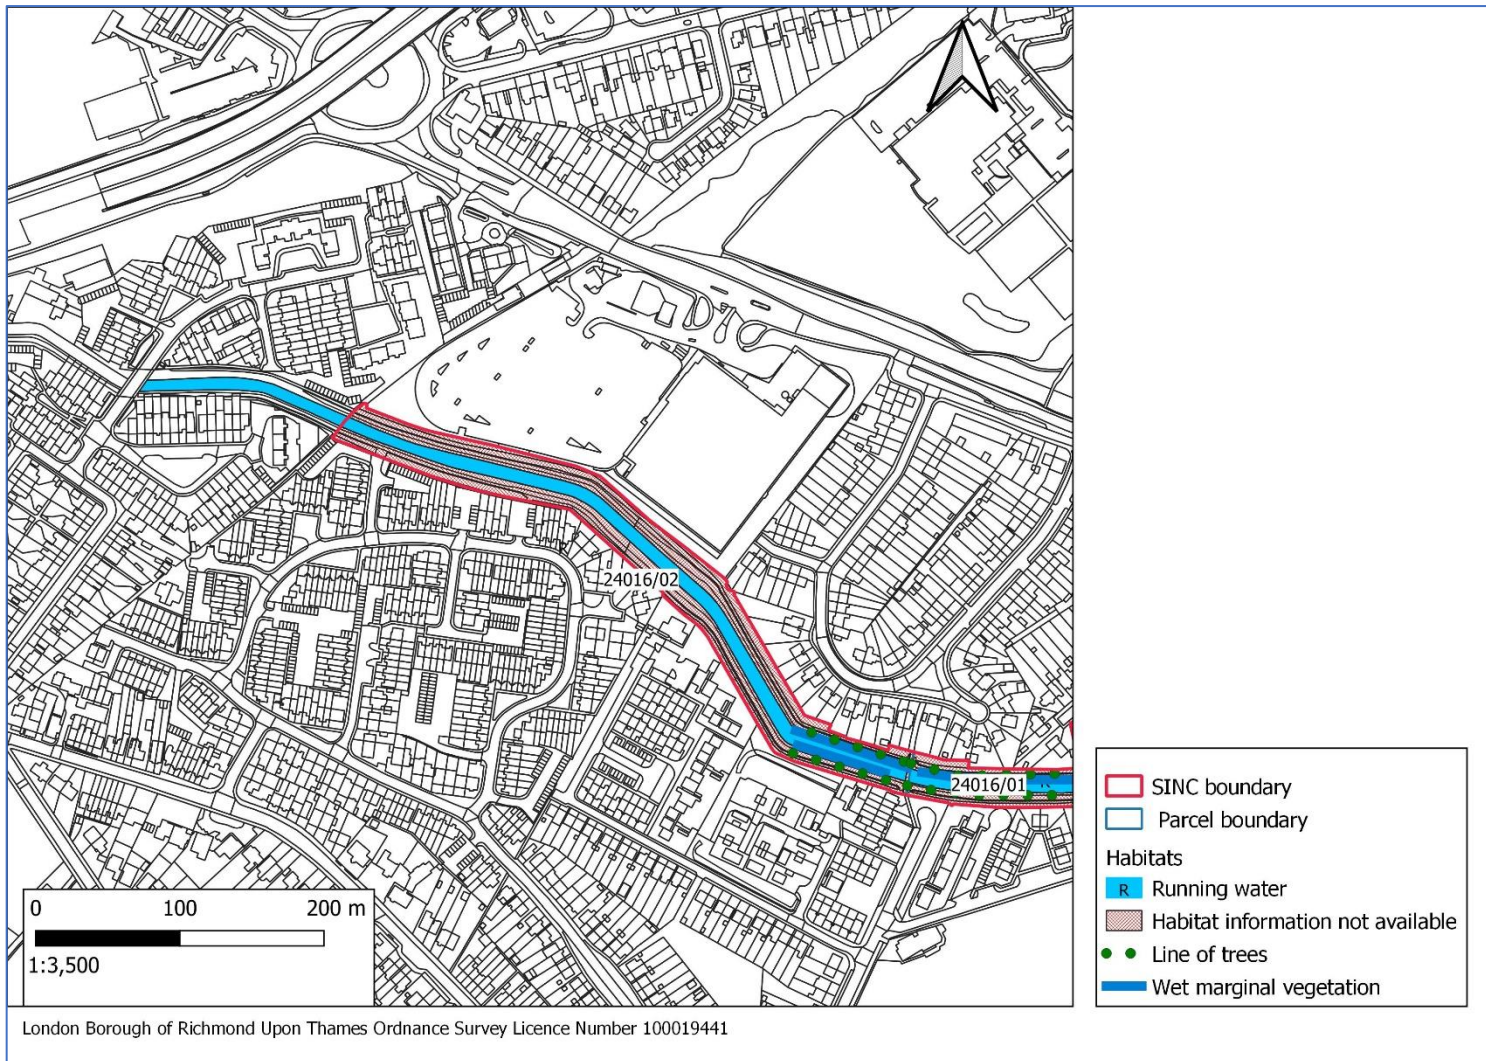 24016/02
24016/01
0 100 200 m
1:3,500
SINC boundary
Parcel boundary
Habitats
R Running water
Habitat information not available
Line of trees
Wet marginal vegetation
London Borough of Richmond Upon Thames Ordnance Survey Licence Number 100019441